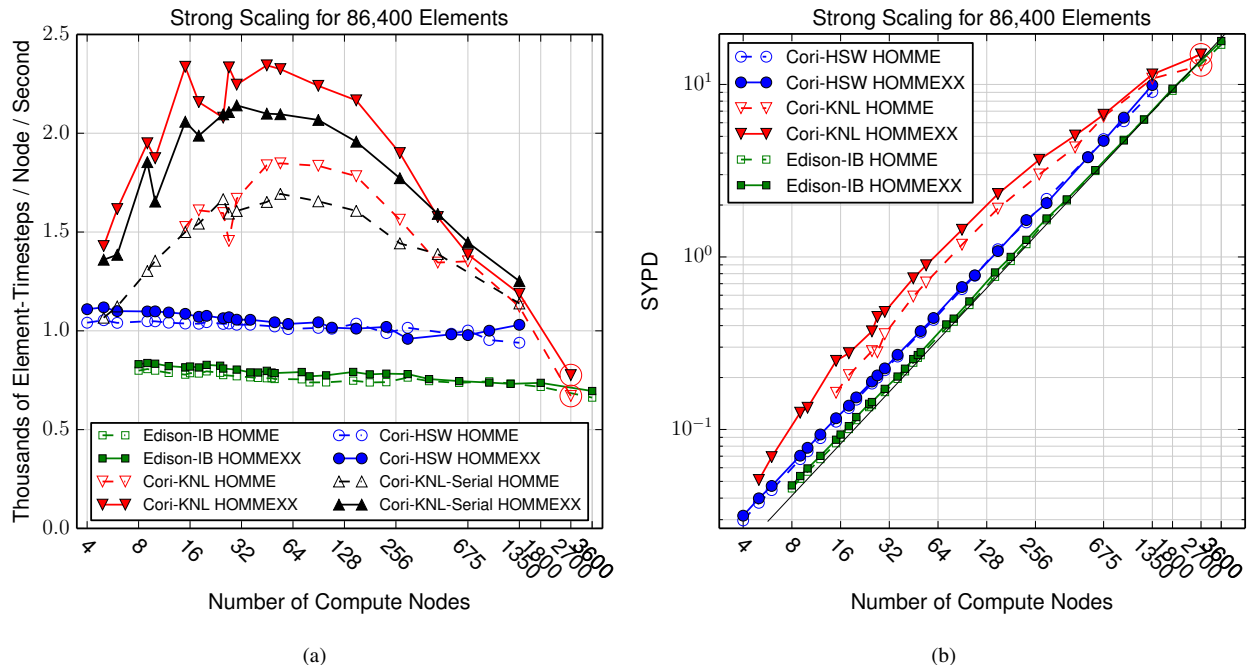 Strong Scaling for 86,400 Elements
Thousands of Element-Timesteps / Node / Second
2.5
2.0
1.5
1.0
0.5
0.0
Edison-IB HOMME
Edison-IB HOMMEXX
Cori-KNL HOMME
Cori-KNL HOMMEXX
Cori-HSW HOMME
Cori-HSW HOMMEXX
Cori-KNL-Serial HOMME
Cori-KNL-Serial HOMMEXX
4 8 16 32 64 128 256 675 1350 1800 2700 3600
Number of Compute Nodes
(a)
Strong Scaling for 86,400 Elements
SYPD
10^1
10^0
10^−1
Cori-HSW HOMME
Cori-HSW HOMMEXX
Cori-KNL HOMME
Cori-KNL HOMMEXX
Edison-IB HOMME
Edison-IB HOMMEXX
4 8 16 32 64 128 256 675 1350 1800 2700 3600
Number of Compute Nodes
(b)